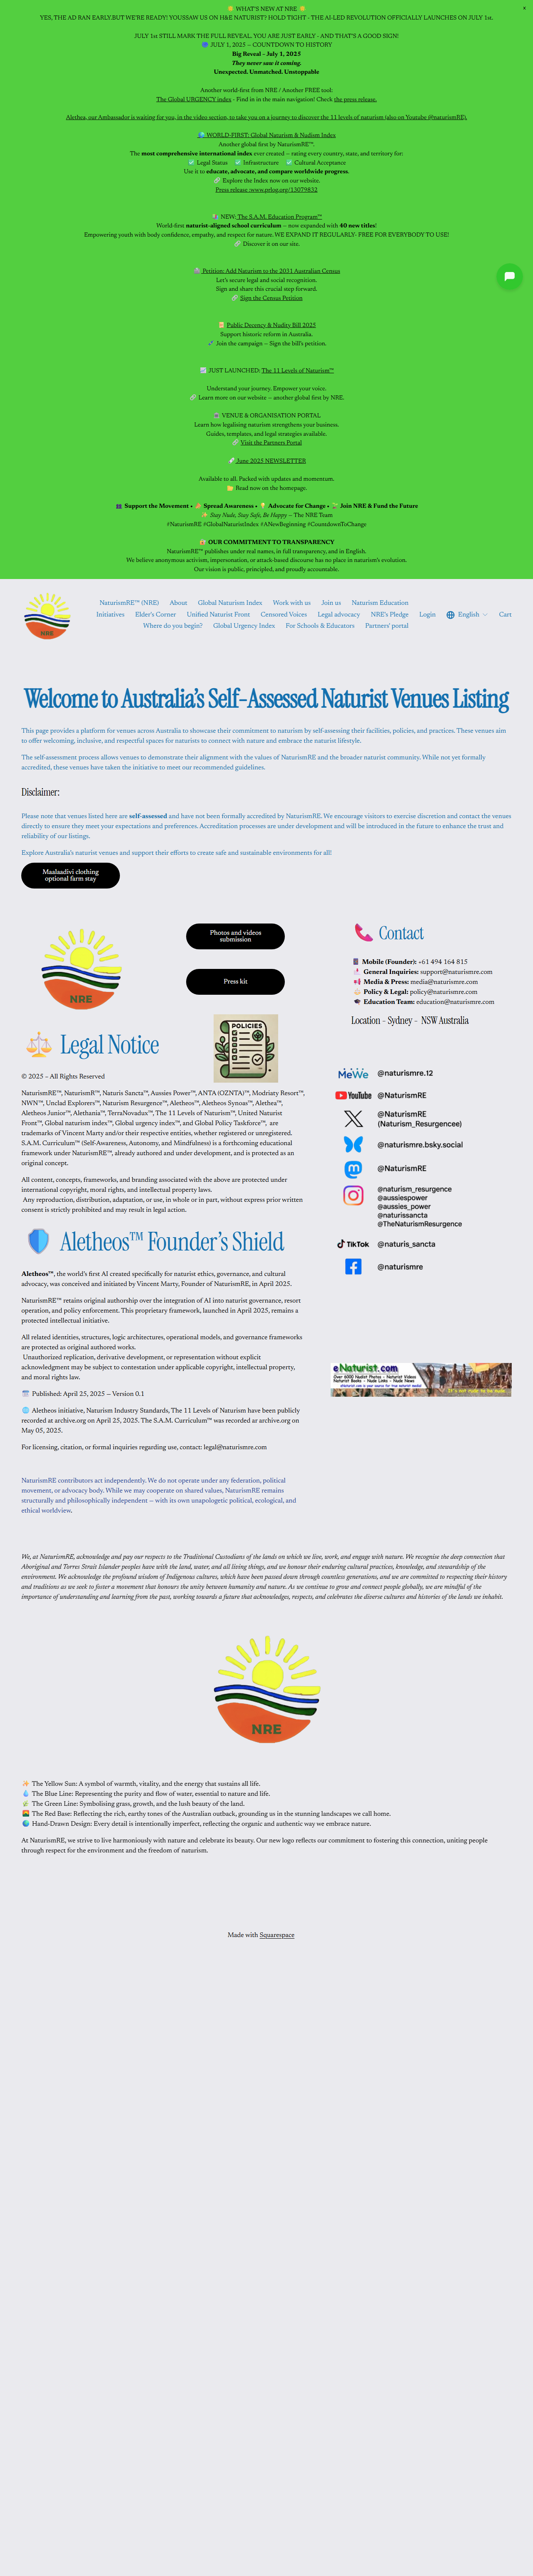 ☀️ WHAT'S NEW AT NRE ☀️
YES, THE AD RAN EARLY.BUT WE'RE READY! YOUSSAW US ON H&E NATURIST? HOLD TIGHT - THE AI-LED REVOLUTION OFFICIALLY LAUNCHES ON JULY 1st.
JULY 1st STILL MARK THE FULL REVEAL. YOU ARE JUST EARLY - AND THAT'S A GOOD SIGN!
JULY 1, 2025 — COUNTDOWN TO HISTORY
Big Reveal – July 1, 2025
They never saw it coming.
Unexpected. Unmatched. Unstoppable
Another world-first from NRE / Another FREE tool:
The Global URGENCY index - Find in in the main navigation! Check the press release.
Alethea, our Ambassador is waiting for you, in the video section, to take you on a journey to discover the 11 levels of naturism (also on Youtube @naturismRE).
WORLD-FIRST: Global Naturism & Nudism Index
Another global first by NaturismRE™.
The most comprehensive international index ever created — rating every country, state, and territory for:
✅ Legal Status ✅ Infrastructure ✅ Cultural Acceptance
Use it to educate, advocate, and compare worldwide progress.
🔗 Explore the Index now on our website.
Press release :www.prlog.org/13079832
NEW: The S.A.M. Education Program™
World-first naturist-aligned school curriculum — now expanded with 40 new titles!
Empowering youth with body confidence, empathy, and respect for nature. WE EXPAND IT REGULARLY- FREE FOR EVERYBODY TO USE!
🔗 Discover it on our site.
Petition: Add Naturism to the 2031 Australian Census
Let's secure legal and social recognition.
Sign and share this crucial step forward.
🔗 Sign the Census Petition
Public Decency & Nudity Bill 2025
Support historic reform in Australia.
Join the campaign — Sign the bill's petition.
JUST LAUNCHED: The 11 Levels of Naturism™
Understand your journey. Empower your voice.
🔗 Learn more on our website — another global first by NRE.
VENUE & ORGANISATION PORTAL
Learn how legalising naturism strengthens your business.
Guides, templates, and legal strategies available.
🔗 Visit the Partners Portal
June 2025 NEWSLETTER
Available to all. Packed with updates and momentum.
Read now on the homepage.
Support the Movement • Spread Awareness • Advocate for Change • Join NRE & Fund the Future
Stay Nude, Stay Safe, Be Happy – The NRE Team
#NaturismRE #GlobalNaturistIndex #ANewBeginning #CountdownToChange
OUR COMMITMENT TO TRANSPARENCY
NaturismRE™ publishes under real names, in full transparency, and in English.
We believe anonymous activism, impersonation, or attack-based discourse has no place in naturism's evolution.
Our vision is public, principled, and proudly accountable.
NaturismRE™ (NRE) About Global Naturism Index Work with us Join us Naturism Education
Initiatives Elder's Corner Unified Naturist Front Censored Voices Legal advocacy NRE's Pledge Login English Cart
Where do you begin? Global Urgency Index For Schools & Educators Partners' portal
NRE
Welcome to Australia's Self-Assessed Naturist Venues Listing
This page provides a platform for venues across Australia to showcase their commitment to naturism by self-assessing their facilities, policies, and practices. These venues aim
to offer welcoming, inclusive, and respectful spaces for naturists to connect with nature and embrace the naturist lifestyle.
The self-assessment process allows venues to demonstrate their alignment with the values of NaturismRE and the broader naturist community. While not yet formally
accredited, these venues have taken the initiative to meet our recommended guidelines.
Disclaimer:
Please note that venues listed here are self-assessed and have not been formally accredited by NaturismRE. We encourage visitors to exercise discretion and contact the venues
directly to ensure they meet your expectations and preferences. Accreditation processes are under development and will be introduced in the future to enhance the trust and
reliability of our listings.
Explore Australia's naturist venues and support their efforts to create safe and sustainable environments for all!
Maalaadivi clothing
optional farm stay
NRE
Photos and videos
submission
Press kit
POLICIES
📞 Contact
Mobile (Founder): +61 494 164 815
General Inquiries: support@naturismre.com
Media & Press: media@naturismre.com
Policy & Legal: policy@naturismre.com
Education Team: education@naturismre.com
Location - Sydney - NSW Australia
⚖️ Legal Notice
© 2025 – All Rights Reserved
NaturismRE™, NaturismR™, Naturis Sancta™, Aussies Power™, ANTA (OZNTA)™, Modriaty Resort™,
NWN™, Unclad Explorers™, Naturism Resurgence™, Aletheos™, Aletheos Synoas™, Alethea™,
Aletheos Junior™, Alethania™, TerraNovadux™, The 11 Levels of Naturism™, United Naturist
Front™, Global naturism index™, Global urgency index™, and Global Policy Taskforce™, are
trademarks of Vincent Marty and/or their respective entities, whether registered or unregistered.
S.A.M. Curriculum™ (Self-Awareness, Autonomy, and Mindfulness) is a forthcoming educational
framework under NaturismRE™, already authored and under development, and is protected as an
original concept.
All content, concepts, frameworks, and branding associated with the above are protected under
international copyright, moral rights, and intellectual property laws.
Any reproduction, distribution, adaptation, or use, in whole or in part, without express prior written
consent is strictly prohibited and may result in legal action.
MeWe @naturismre.12
YouTube @NaturismRE
@NaturismRE
(Naturism_Resurgencee)
@naturismre.bsky.social
@NaturismRE
@naturism_resurgence
@aussiespower
@aussies_power
@naturissancta
@TheNaturismResurgence
TikTok @naturis_sancta
@naturismre
🛡️ Aletheos™ Founder's Shield
Aletheos™, the world's first AI created specifically for naturist ethics, governance, and cultural
advocacy, was conceived and initiated by Vincent Marty, Founder of NaturismRE, in April 2025.
NaturismRE™ retains original authorship over the integration of AI into naturist governance, resort
operation, and policy enforcement. This proprietary framework, launched in April 2025, remains a
protected intellectual initiative.
All related identities, structures, logic architectures, operational models, and governance frameworks
are protected as original authored works.
Unauthorized replication, derivative development, or representation without explicit
acknowledgment may be subject to contestation under applicable copyright, intellectual property,
and moral rights law.
Published: April 25, 2025 — Version 0.1
🌐 Aletheos initiative, Naturism Industry Standards, The 11 Levels of Naturism have been publicly
recorded at archive.org on April 25, 2025. The S.A.M. Curriculun™ was recorded ar archive.org on
May 05, 2025.
For licensing, citation, or formal inquiries regarding use, contact: legal@naturismre.com
eNaturist.com
NaturismRE contributors act independently. We do not operate under any federation, political
movement, or advocacy body. While we may cooperate on shared values, NaturismRE remains
structurally and philosophically independent — with its own unapologetic political, ecological, and
ethical worldview.
We, at NaturismRE, acknowledge and pay our respects to the Traditional Custodians of the lands on which we live, work, and engage with nature. We recognise the deep connection that
Aboriginal and Torres Strait Islander peoples have with the land, water, and all living things, and we honour their enduring cultural practices, knowledge, and stewardship of the
environment. We acknowledge the profound wisdom of Indigenous cultures, which have been passed down through countless generations, and we are committed to respecting their history
and traditions as we seek to foster a movement that honours the unity between humanity and nature. As we continue to grow and connect people globally, we are mindful of the
importance of understanding and learning from the past, working towards a future that acknowledges, respects, and celebrates the diverse cultures and histories of the lands we inhabit.
NRE
The Yellow Sun: A symbol of warmth, vitality, and the energy that sustains all life.
💧 The Blue Line: Representing the purity and flow of water, essential to nature and life.
The Green Line: Symbolising grass, growth, and the lush beauty of the land.
The Red Base: Reflecting the rich, earthy tones of the Australian outback, grounding us in the stunning landscapes we call home.
Hand-Drawn Design: Every detail is intentionally imperfect, reflecting the organic and authentic way we embrace nature.
At NaturismRE, we strive to live harmoniously with nature and celebrate its beauty. Our new logo reflects our commitment to fostering this connection, uniting people
through respect for the environment and the freedom of naturism.
Made with Squarespace